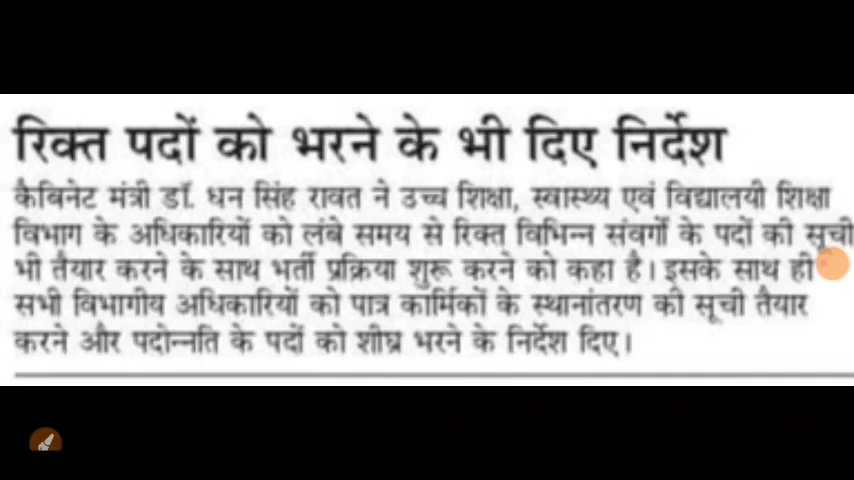 रिक्त पदों को भरने के भी दिए निर्देश
कैबिनेट मंत्री डॉ. धन सिंह रावत ने उच्च शिक्षा, स्वास्थ्य एवं विद्यालयी शिक्षा
विभाग के अधिकारियों को लंबे समय से रिक्त विभिन्न संवर्गों के पदों की सूची
भी तैयार करने के साथ भर्ती प्रक्रिया शुरू करने को कहा है। इसके साथ ही
सभी विभागीय अधिकारियों को पात्र कार्मिकों के स्थानांतरण की सूची तैयार
करने और पदोन्नति के पदों को शीघ्र भरने के निर्देश दिए।